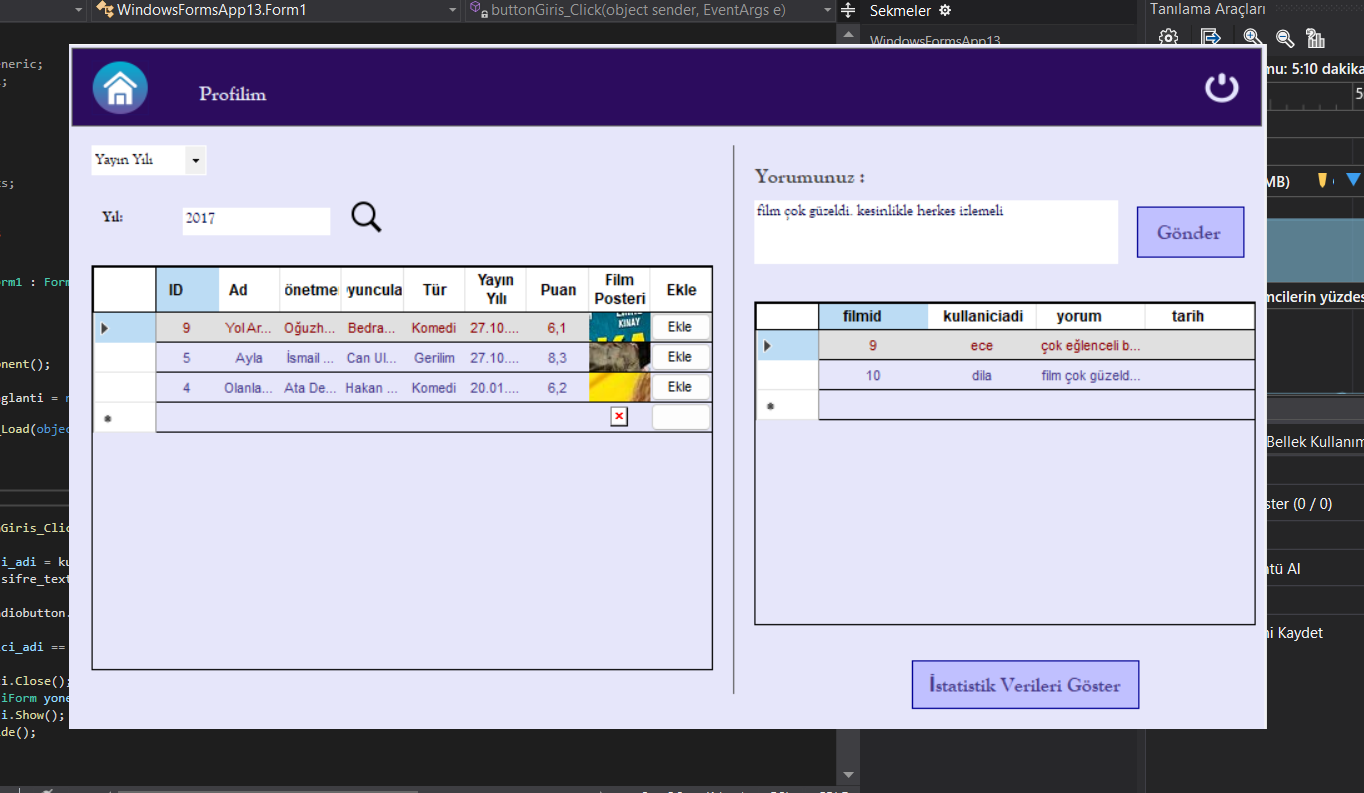 WindowsFormsApp13.Form1
buttonGiris_Click(object sender, EventArgs e)
Sekmeler
Tanılama Araçları
WindowsFormsApp13
neric;
mu: 5:10 dakika
Profilim
Yayın Yılı
Yıl:
2017
Yorumunuz :
film çok güzeldi. kesinlikle herkes izlemeli
Gönder
MB)
s;
rm1 : Form
ID Ad önetme yuncula Tür Yayın Yılı Puan Film Posteri Ekle
9 Yol Ar... Oğuzh... Bedra... Komedi 27.10.... 6,1 KINAY Ekle
5 Ayla İsmail ... Can Ul... Gerilim 27.10.... 8,3 Ekle
4 Olanla... Ata De... Hakan ... Komedi 20.01.... 6,2 Ekle
filmid kullaniciadi yorum tarih
9 ece çok eğlenceli b...
10 dila film çok güzeld...
ncilerin yüzdes
nent();
glanti = n
_Load(objec
Bellek Kullanım
ster (0 / 0)
ntü Al
ni Kaydet
Giris_Clic
i_adi = ku
sifre_text
diobutton.
ci_adi ==
i.Close();
iForm yone
i.Show();
de();
İstatistik Verileri Göster